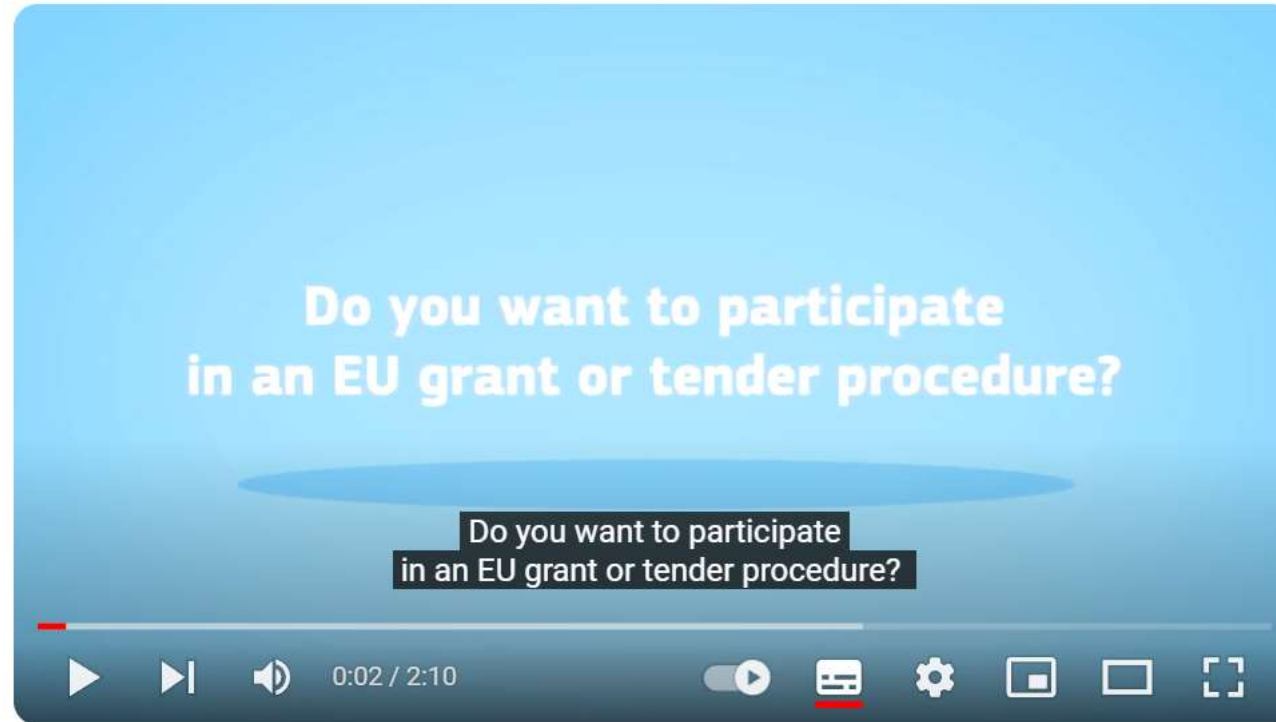 Do you want to participate
in an EU grant or tender procedure?
Do you want to participate
in an EU grant or tender procedure?
0:02 / 2:10